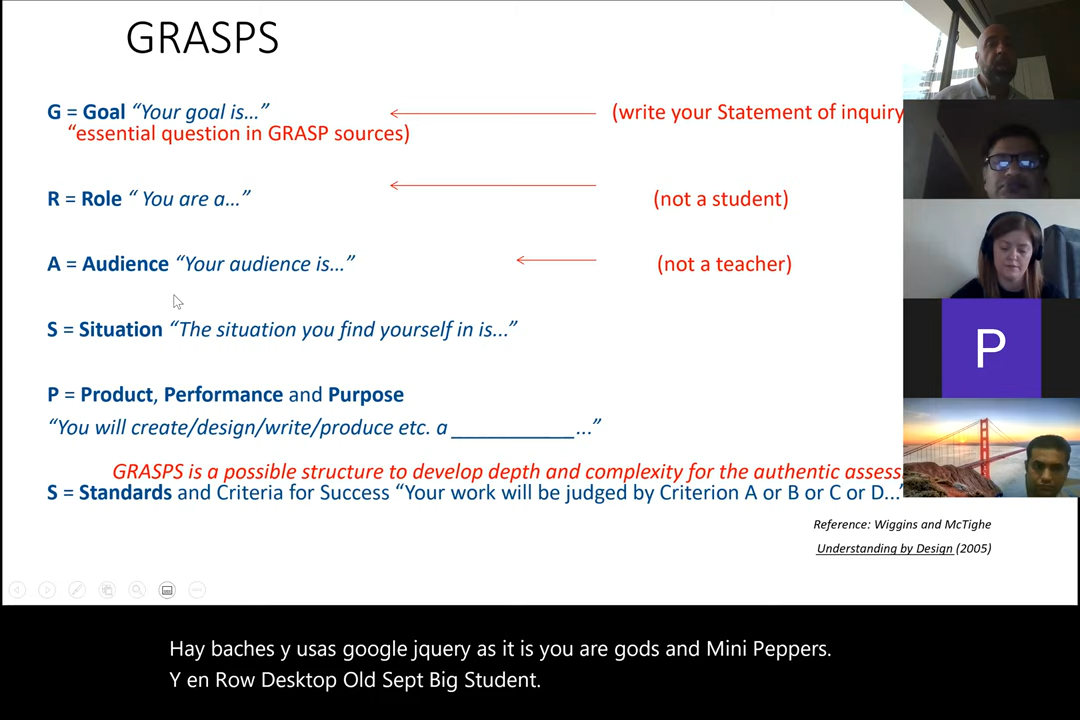 GRASPS
G = Goal “Your goal is...” (write your Statement of inquiry
“essential question in GRASP sources)
R = Role “ You are a...” (not a student)
A = Audience “Your audience is...” (not a teacher)
S = Situation “The situation you find yourself in is...”
P = Product, Performance and Purpose
“You will create/design/write/produce etc. a ___________...”
GRASPS is a possible structure to develop depth and complexity for the authentic assess
S = Standards and Criteria for Success “Your work will be judged by Criterion A or B or C or D...”
Reference: Wiggins and McTighe
Understanding by Design (2005)
P
Hay baches y usas google jquery as it is you are gods and Mini Peppers.
Y en Row Desktop Old Sept Big Student.